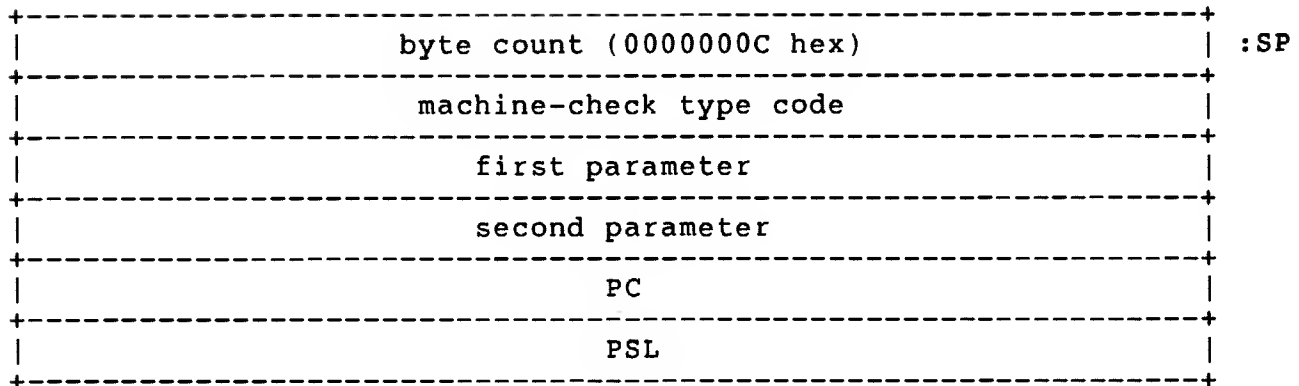 byte count (0000000C hex) :SP
machine-check type code
first parameter
second parameter
PC
PSL